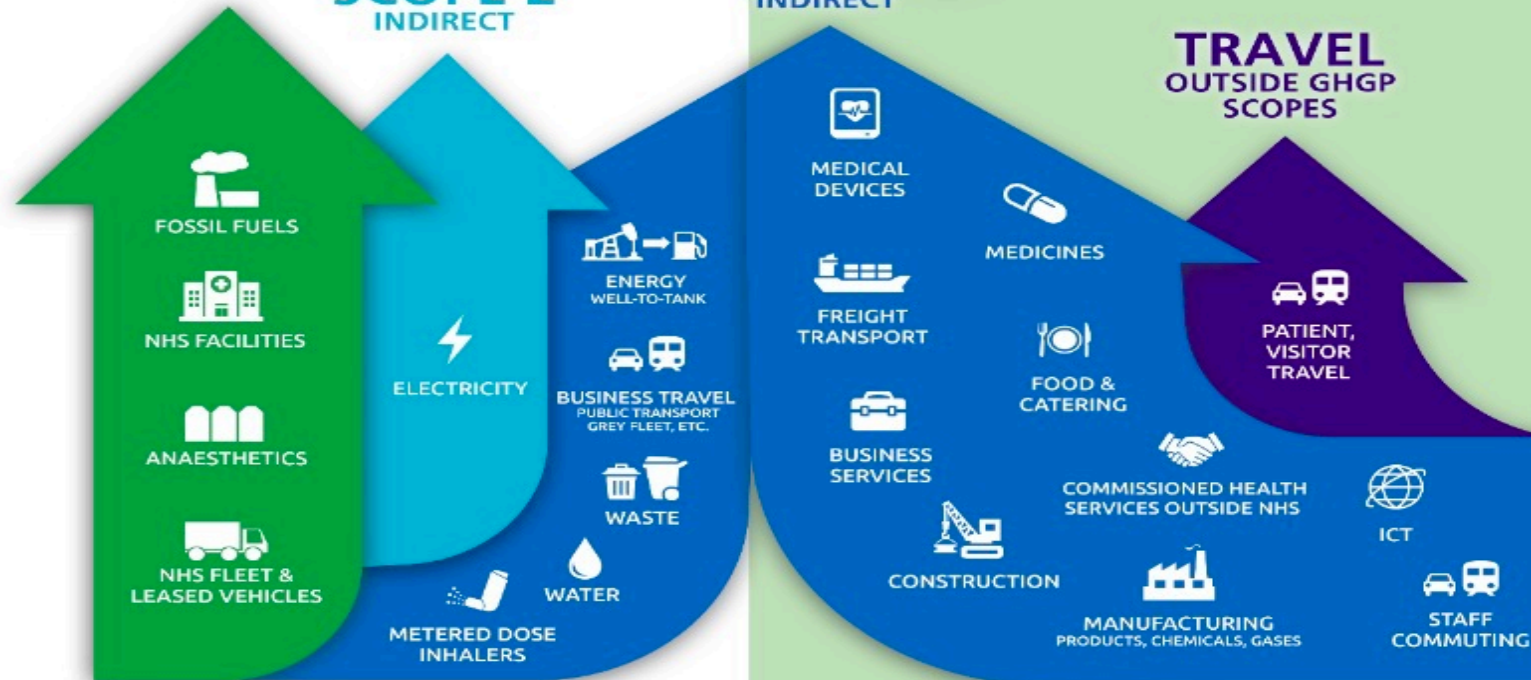 SCOPE 2
INDIRECT
INDIRECT
TRAVEL
OUTSIDE GHGP
SCOPES
FOSSIL FUELS
NHS FACILITIES
ANAESTHETICS
NHS FLEET &
LEASED VEHICLES
ELECTRICITY
ENERGY
WELL-TO-TANK
BUSINESS TRAVEL
PUBLIC TRANSPORT
GREY FLEET, ETC.
WASTE
WATER
METERED DOSE
INHALERS
MEDICAL
DEVICES
MEDICINES
FREIGHT
TRANSPORT
FOOD &
CATERING
BUSINESS
SERVICES
COMMISSIONED HEALTH
SERVICES OUTSIDE NHS
CONSTRUCTION
MANUFACTURING
PRODUCTS, CHEMICALS, GASES
ICT
STAFF
COMMUTING
PATIENT,
VISITOR
TRAVEL